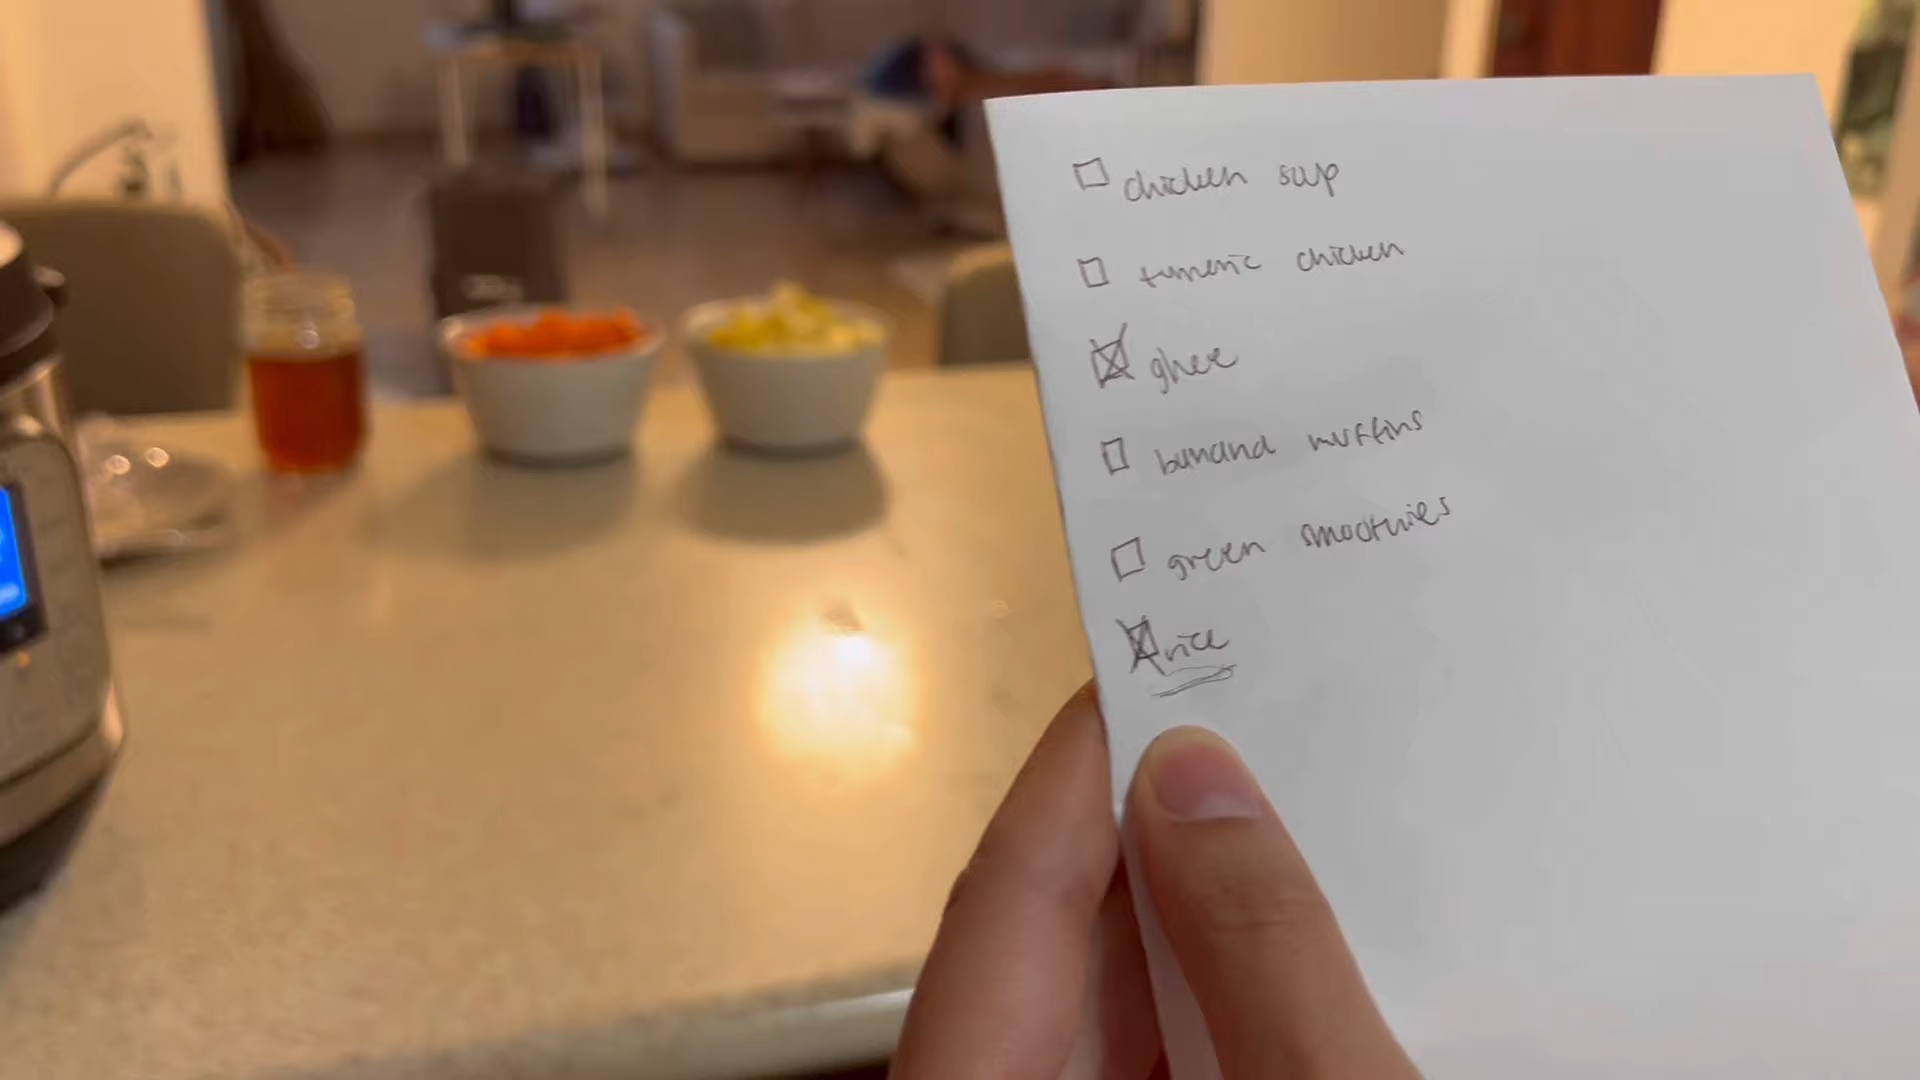 ☐ chicken soup
☐ tumeric chicken
☒ ghee
☐ banana muffins
☐ green smoothies
☒ rice